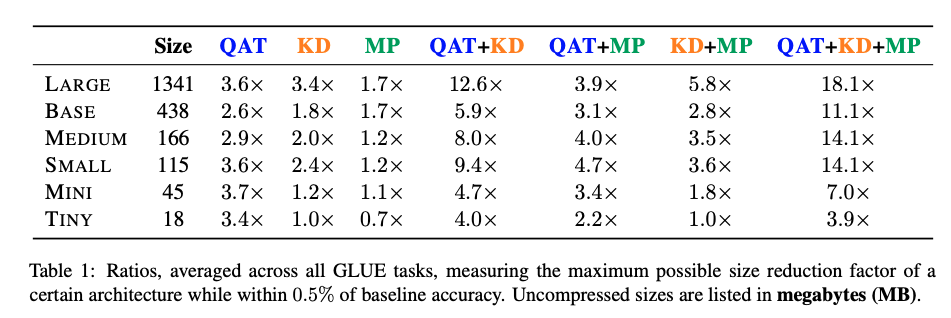 Size QAT KD MP QAT+KD QAT+MP KD+MP QAT+KD+MP
LARGE 1341 3.6× 3.4× 1.7× 12.6× 3.9× 5.8× 18.1×
BASE 438 2.6× 1.8× 1.7× 5.9× 3.1× 2.8× 11.1×
MEDIUM 166 2.9× 2.0× 1.2× 8.0× 4.0× 3.5× 14.1×
SMALL 115 3.6× 2.4× 1.2× 9.4× 4.7× 3.6× 14.1×
MINI 45 3.7× 1.2× 1.1× 4.7× 3.4× 1.8× 7.0×
TINY 18 3.4× 1.0× 0.7× 4.0× 2.2× 1.0× 3.9×
Table 1: Ratios, averaged across all GLUE tasks, measuring the maximum possible size reduction factor of a
certain architecture while within 0.5% of baseline accuracy. Uncompressed sizes are listed in megabytes (MB).